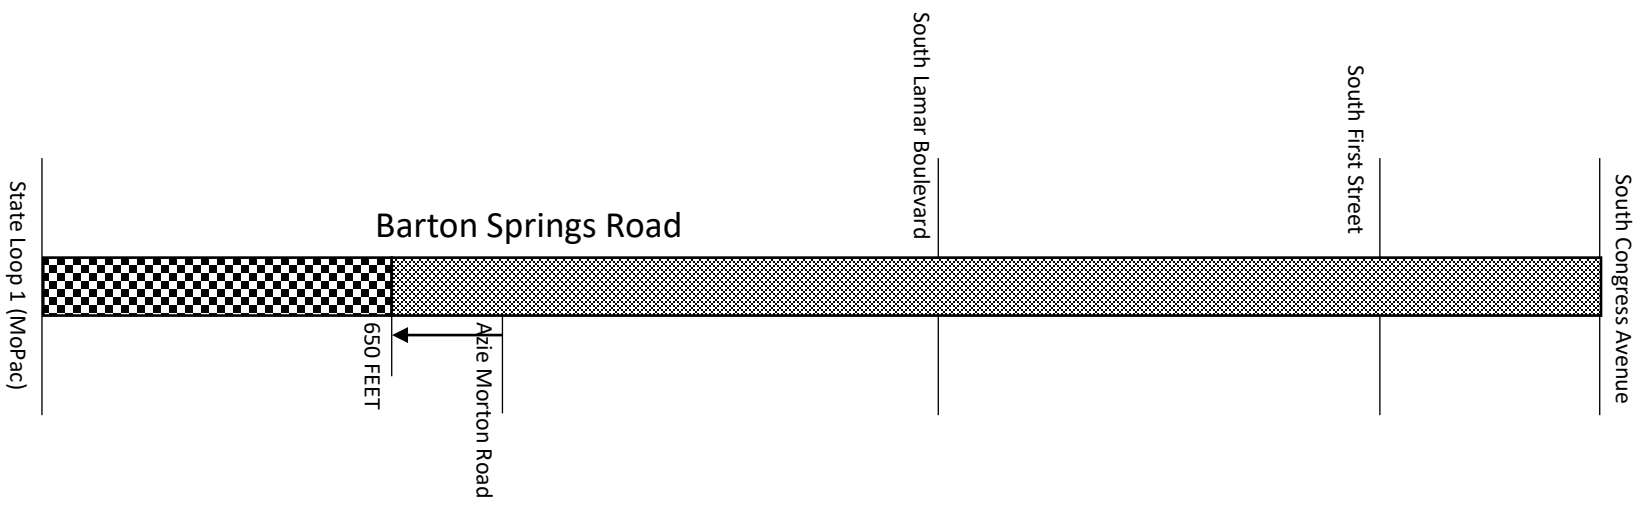 State Loop 1 (MoPac)
Barton Springs Road
650 FEET
Azie Morton Road
South Lamar Boulevard
South First Street
South Congress Avenue